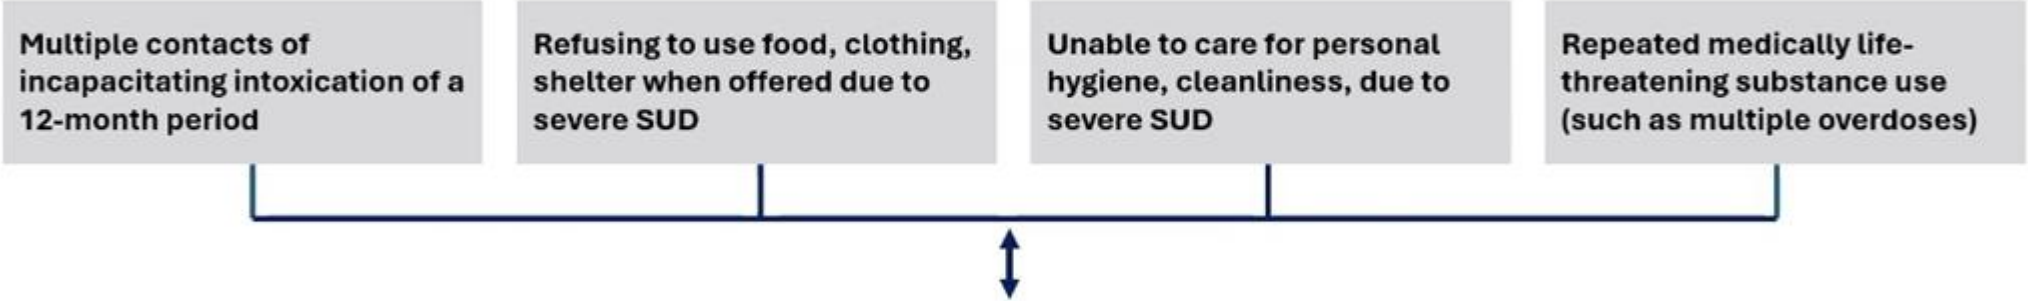 Multiple contacts of
incapacitating intoxication of a
12-month period
Refusing to use food, clothing,
shelter when offered due to
severe SUD
Unable to care for personal
hygiene, cleanliness, due to
severe SUD
Repeated medically life-
threatening substance use
(such as multiple overdoses)